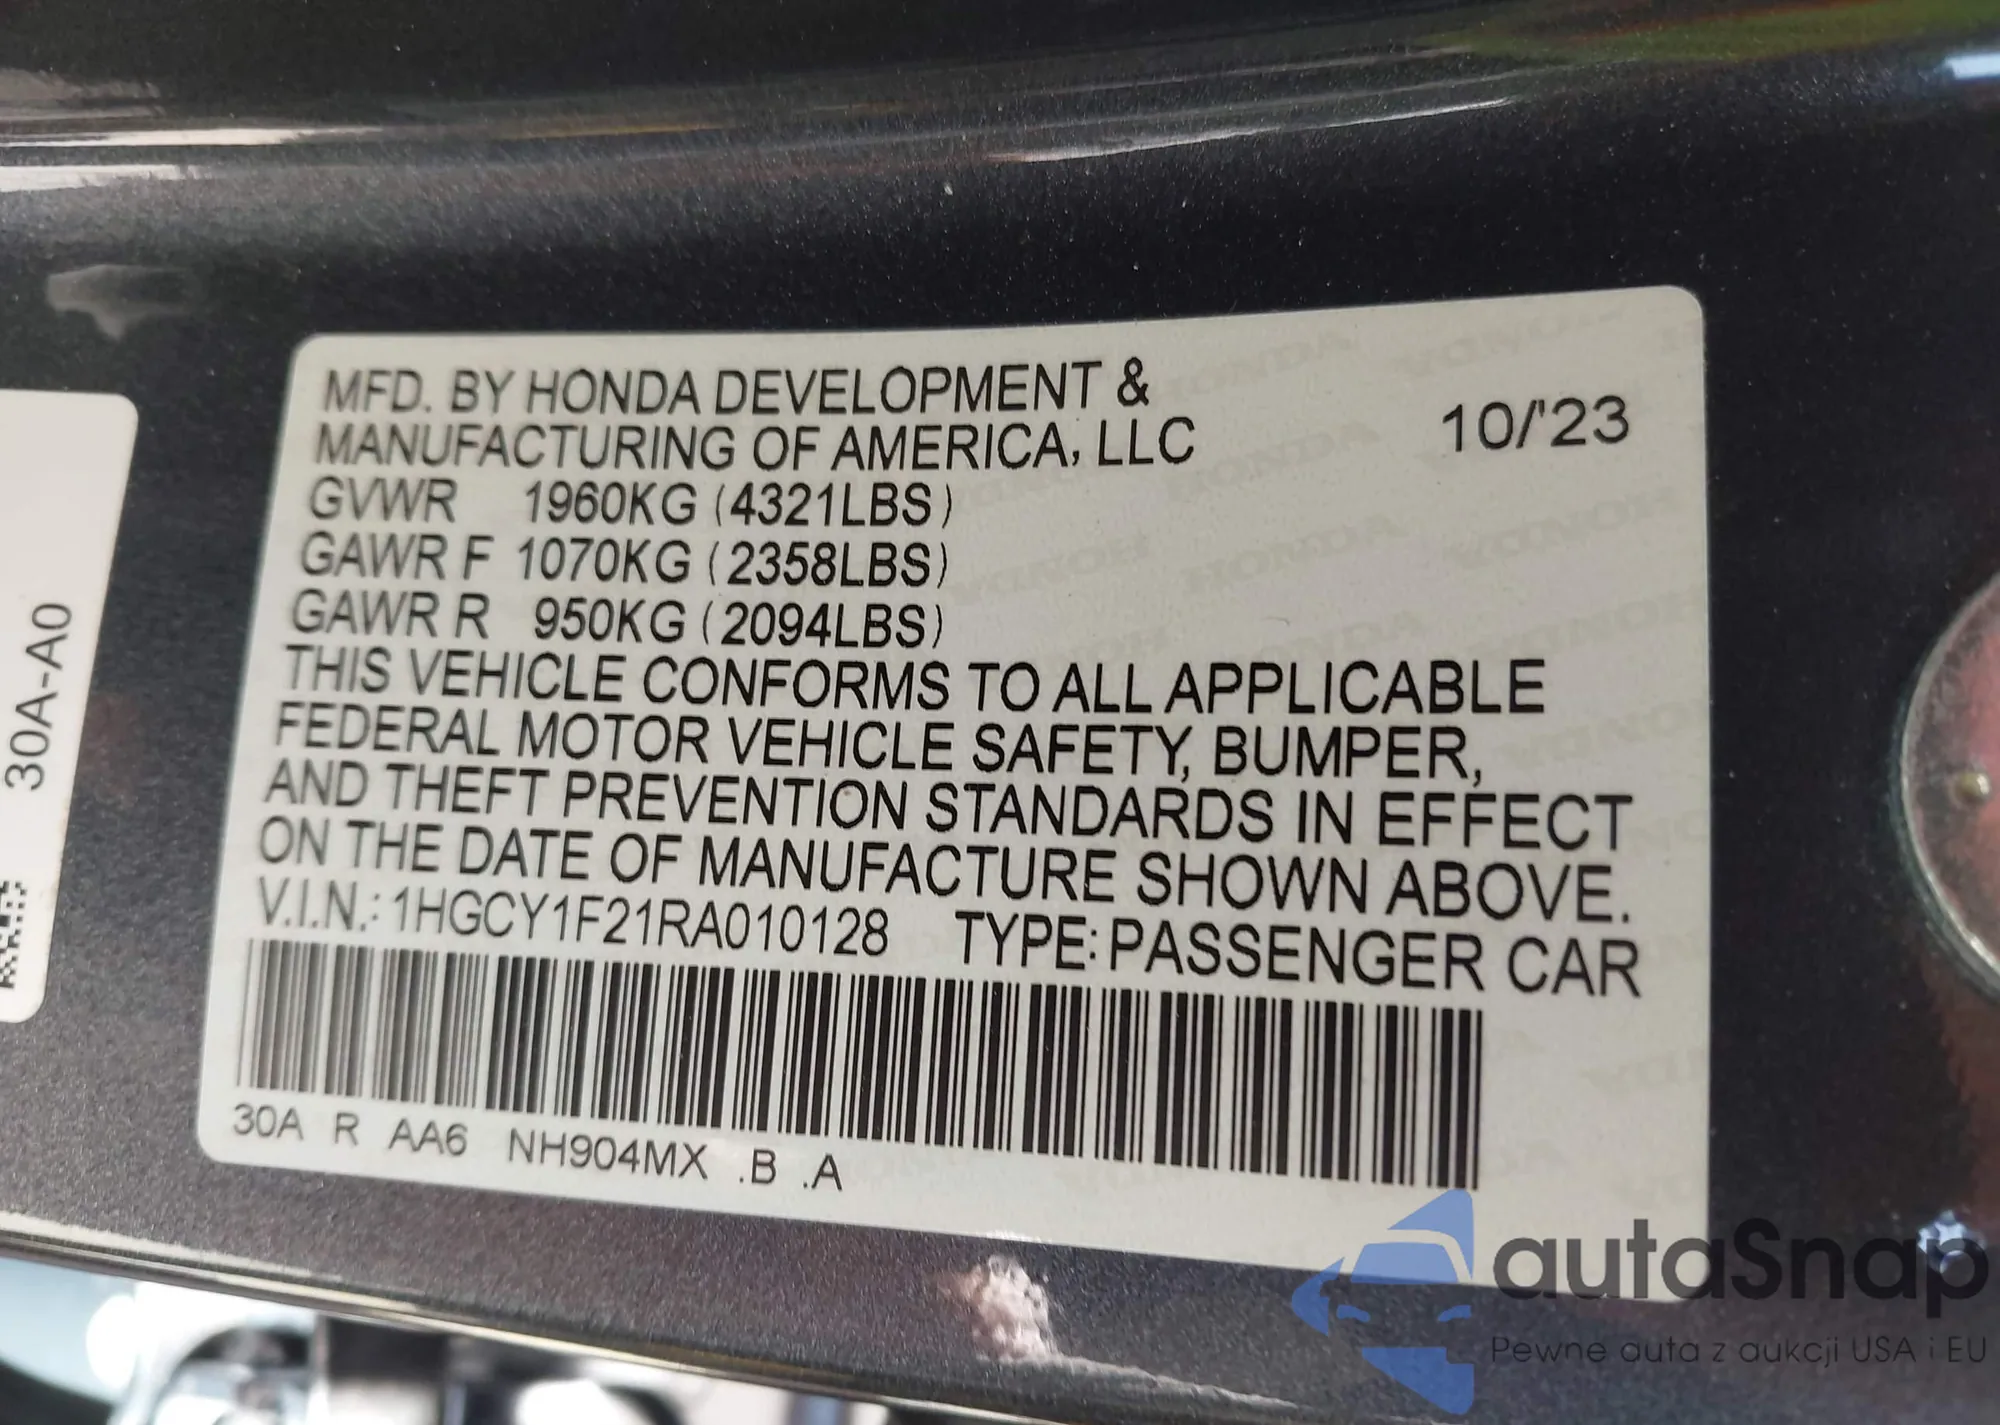 MFD. BY HONDA DEVELOPMENT &
MANUFACTURING OF AMERICA, LLC
10/'23
GVWR 1960KG (4321LBS)
GAWR F 1070KG (2358LBS)
GAWR R 950KG (2094LBS)
THIS VEHICLE CONFORMS TO ALL APPLICABLE
FEDERAL MOTOR VEHICLE SAFETY, BUMPER,
AND THEFT PREVENTION STANDARDS IN EFFECT
ON THE DATE OF MANUFACTURE SHOWN ABOVE.
V.I.N.: 1HGCY1F21RA010128 TYPE: PASSENGER CAR
30A R AA6 NH904MX .B .A
30A-A0
autaSnap
Pewne auta z aukcji USA i EU